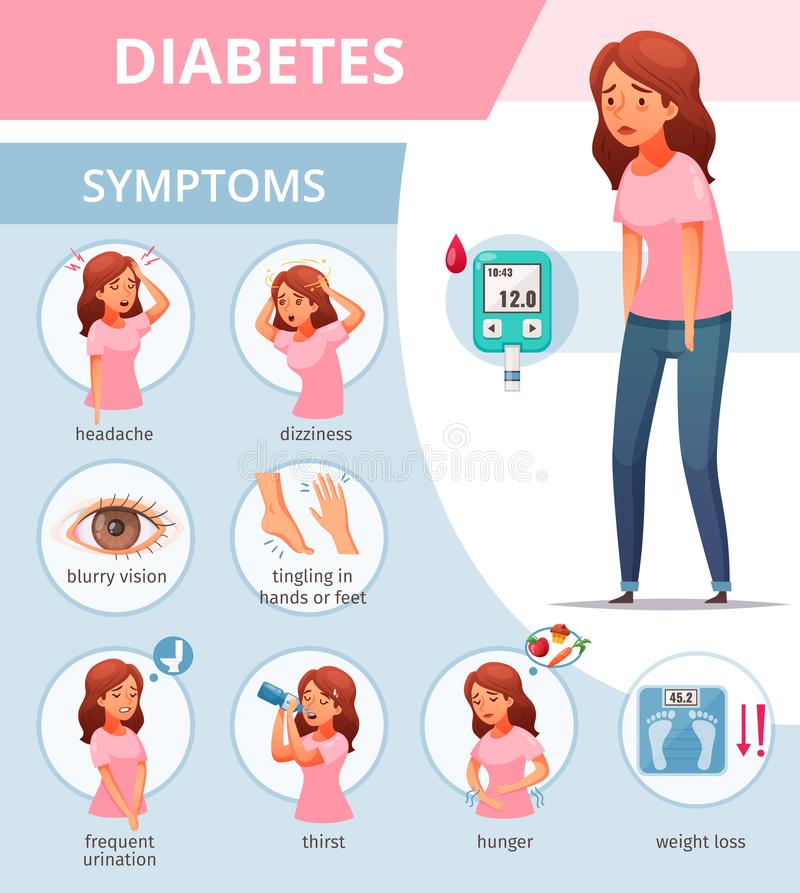 DIABETES
SYMPTOMS
10:43
12.0
headache
dizziness
dreamstime
blurry vision
tingling in
hands or feet
frequent
urination
thirst
hunger
45.2
weight loss